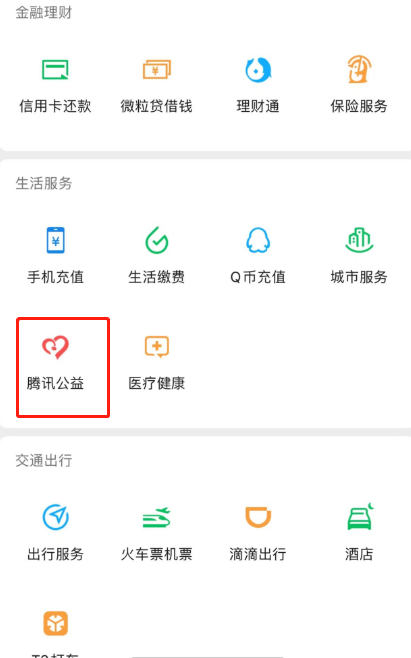 金融理财
信用卡还款 微粒贷借钱 理财通 保险服务
生活服务
手机充值 生活缴费 Q币充值 城市服务
腾讯公益 医疗健康
交通出行
出行服务 火车票机票 滴滴出行 酒店